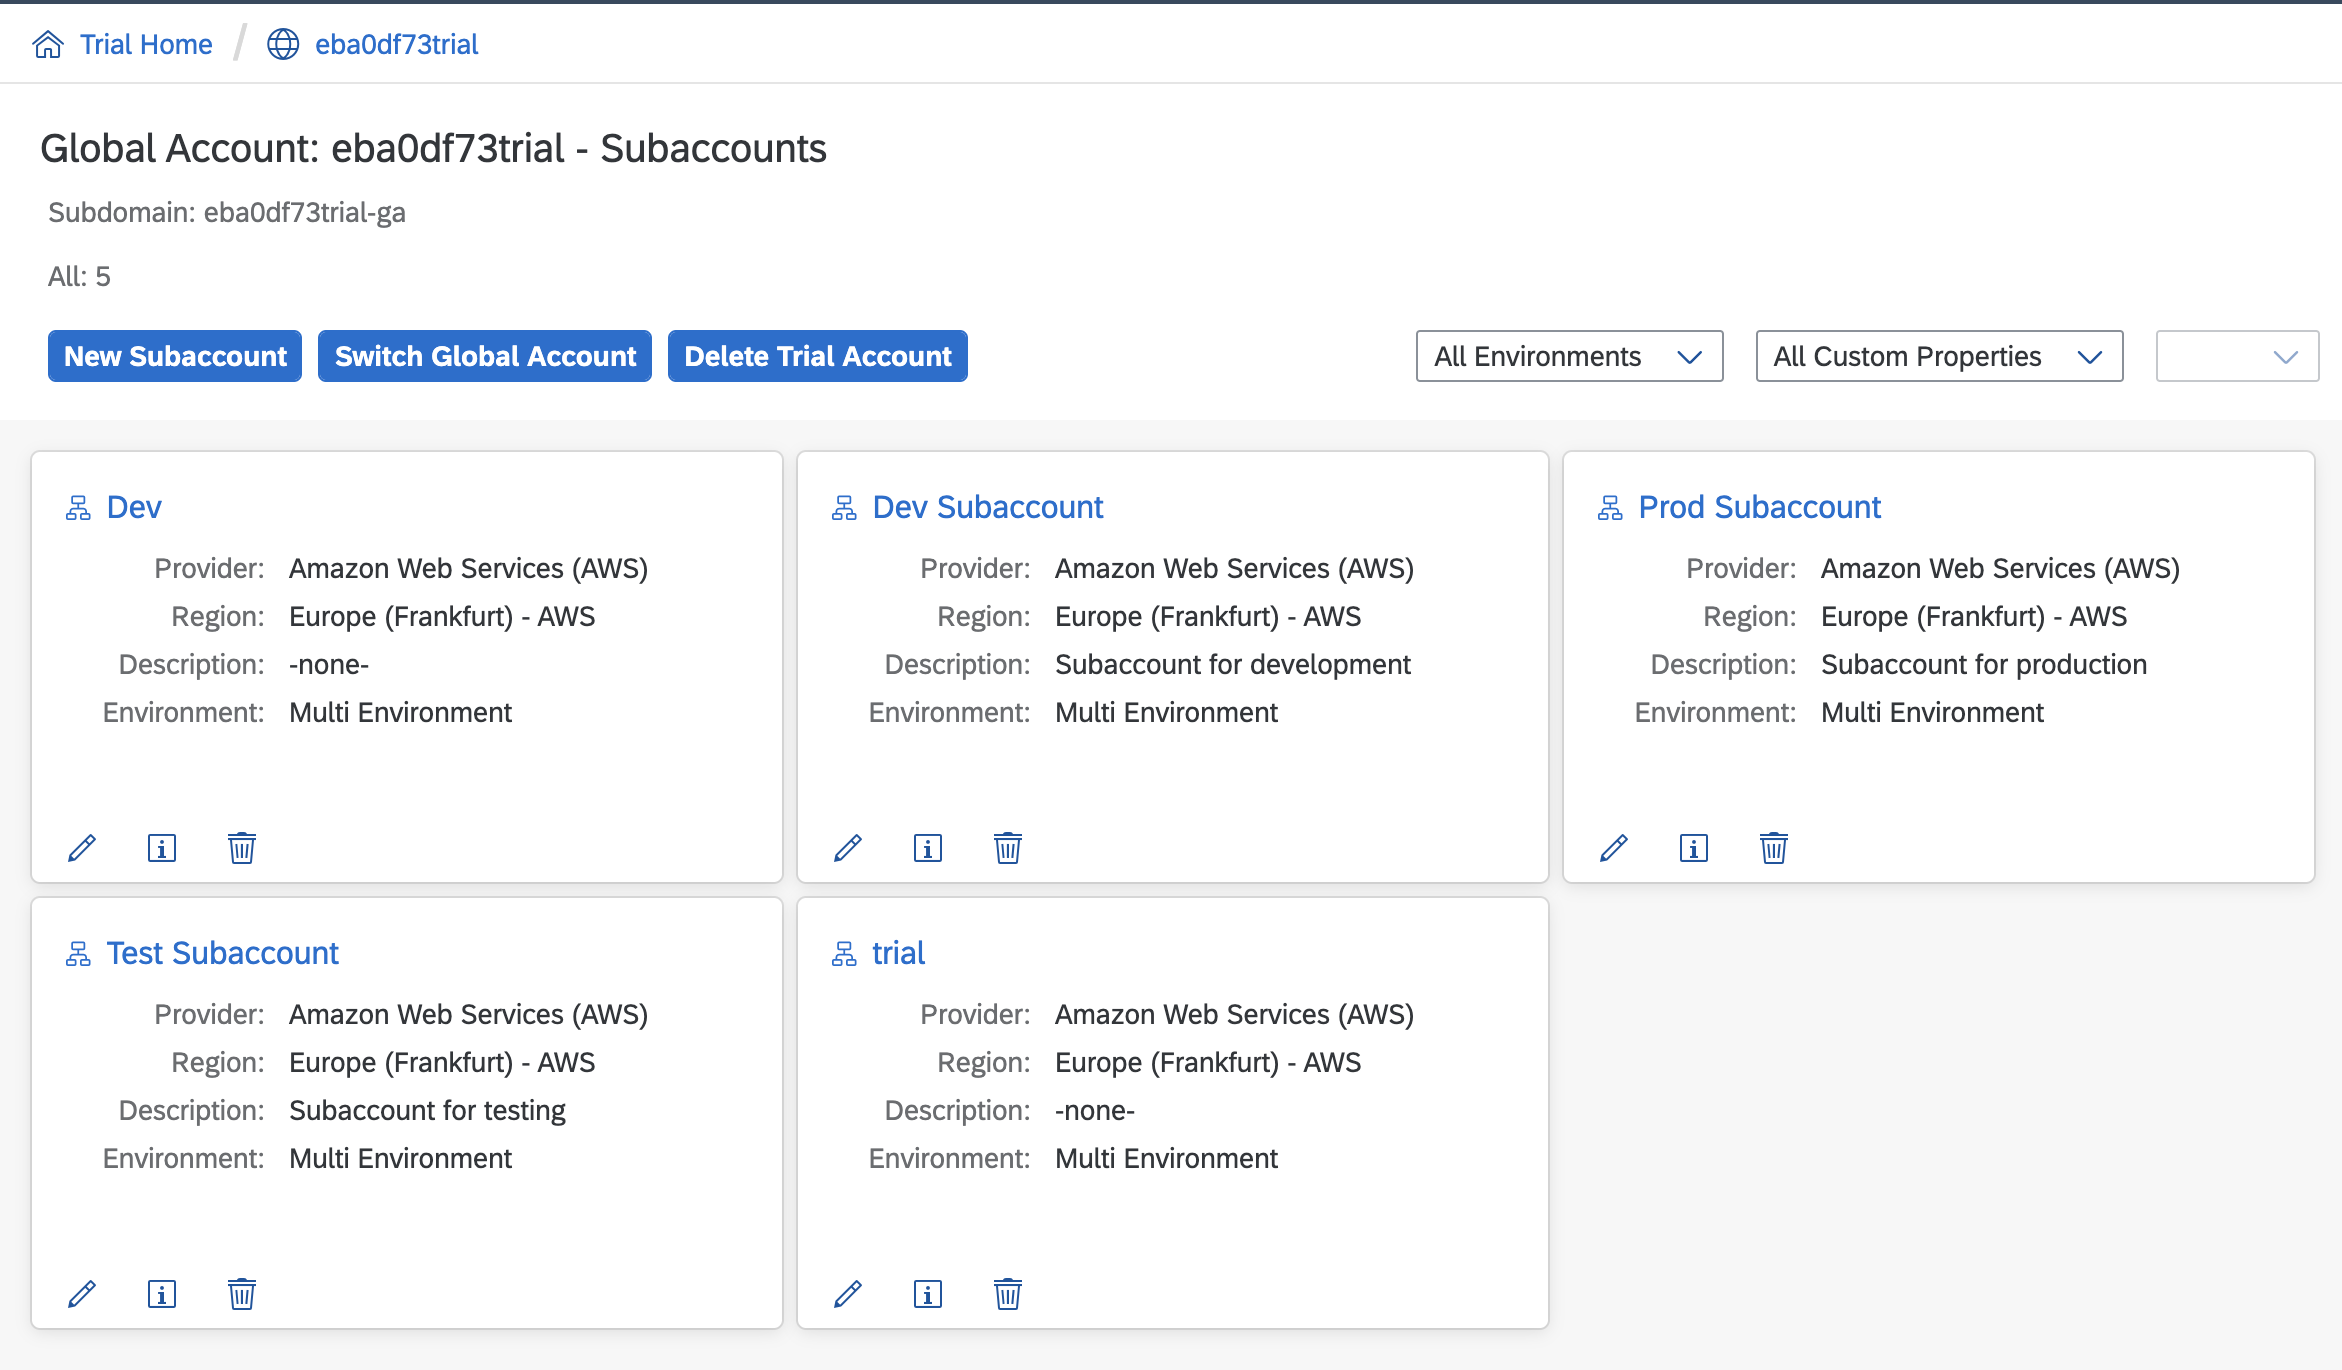 Trial Home / eba0df73trial
Global Account: eba0df73trial - Subaccounts
Subdomain: eba0df73trial-ga
All: 5
New Subaccount Switch Global Account Delete Trial Account All Environments All Custom Properties
Dev
Provider: Amazon Web Services (AWS)
Region: Europe (Frankfurt) - AWS
Description: -none-
Environment: Multi Environment
Dev Subaccount
Provider: Amazon Web Services (AWS)
Region: Europe (Frankfurt) - AWS
Description: Subaccount for development
Environment: Multi Environment
Prod Subaccount
Provider: Amazon Web Services (AWS)
Region: Europe (Frankfurt) - AWS
Description: Subaccount for production
Environment: Multi Environment
Test Subaccount
Provider: Amazon Web Services (AWS)
Region: Europe (Frankfurt) - AWS
Description: Subaccount for testing
Environment: Multi Environment
trial
Provider: Amazon Web Services (AWS)
Region: Europe (Frankfurt) - AWS
Description: -none-
Environment: Multi Environment